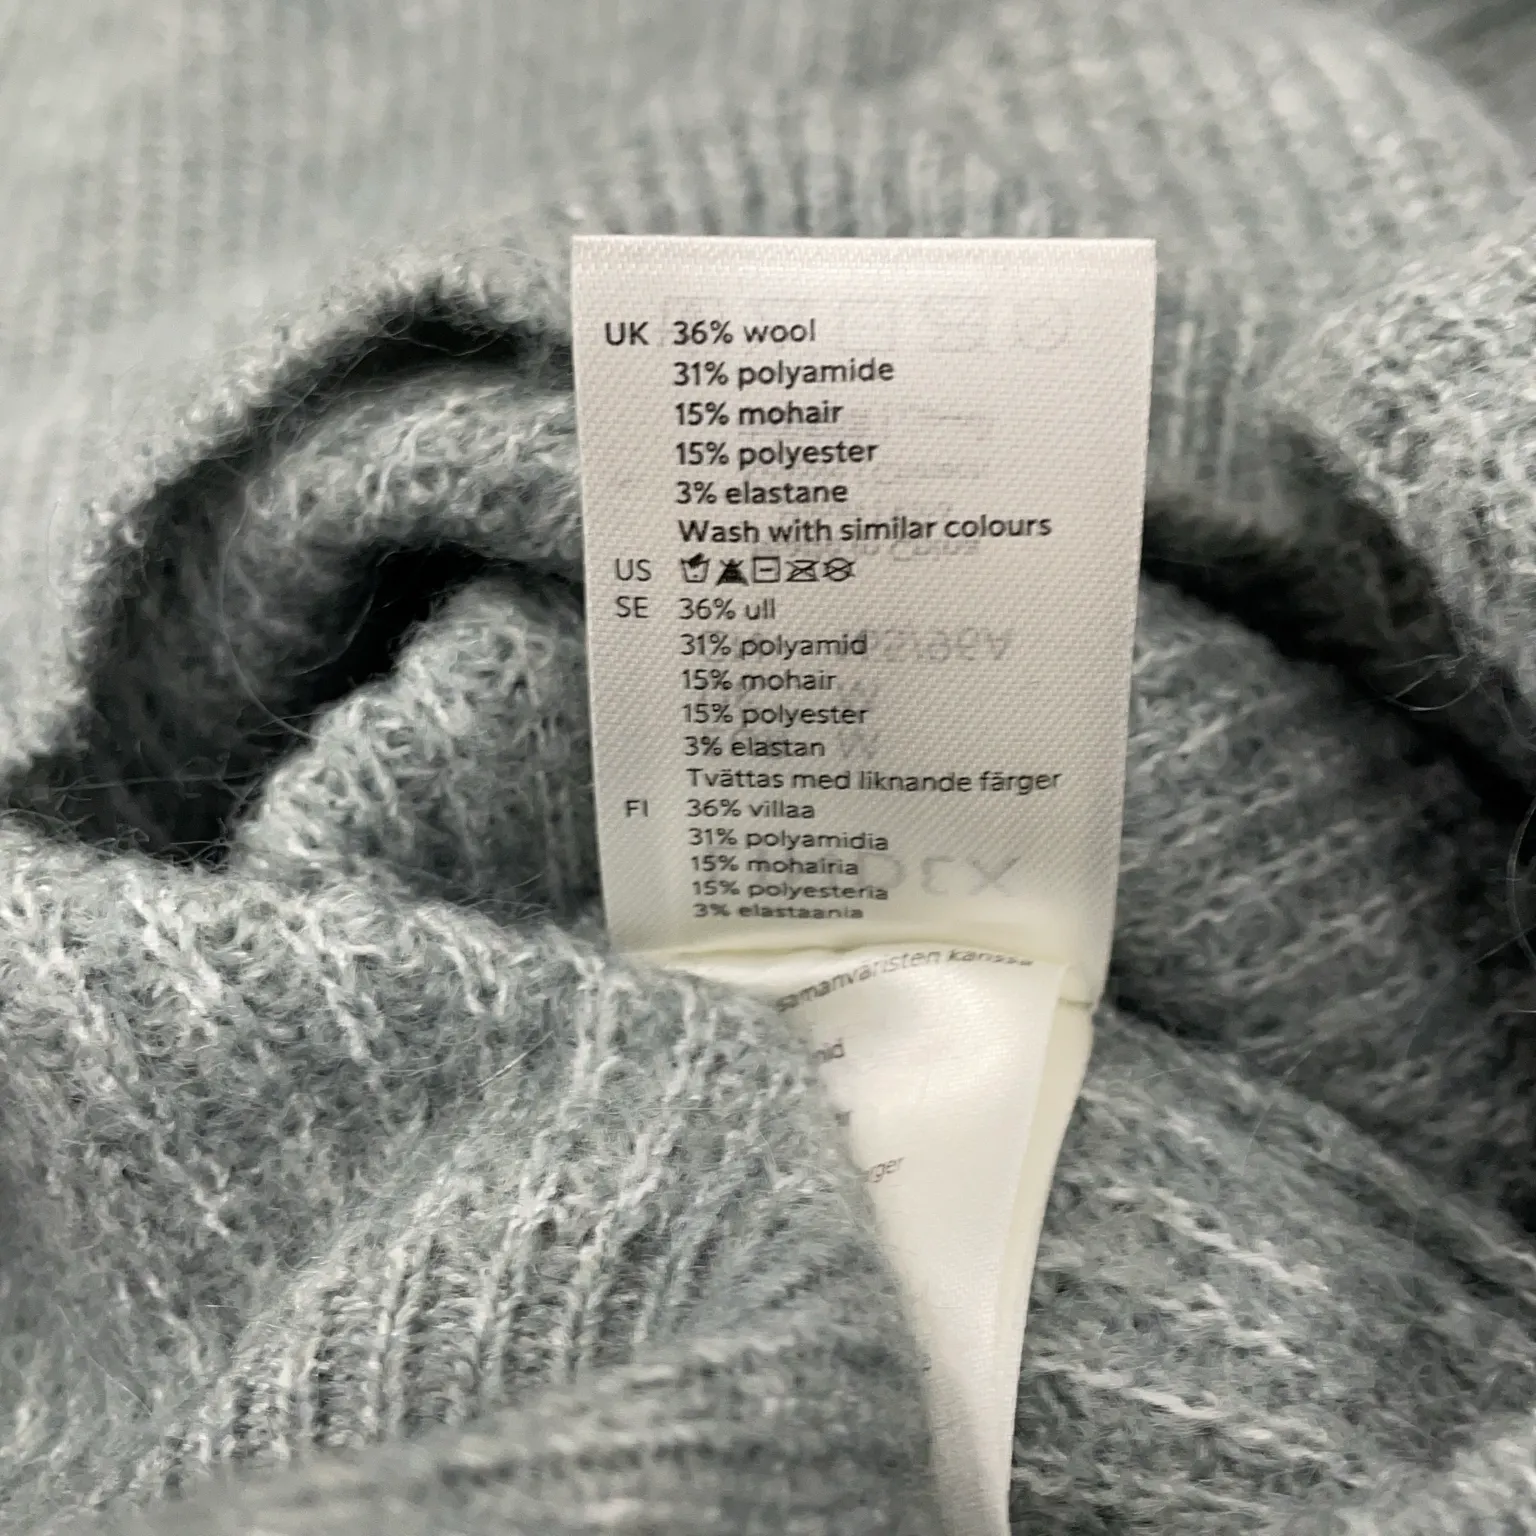 UK 36% wool
31% polyamide
15% mohair
15% polyester
3% elastane
Wash with similar colours
US
SE 36% ull
31% polyamid
15% mohair
15% polyester
3% elastan
Tvättas med liknande färger
FI 36% villaa
31% polyamidia
15% mohairia
15% polyesteria
3% elastaania
samanväristen kanssa